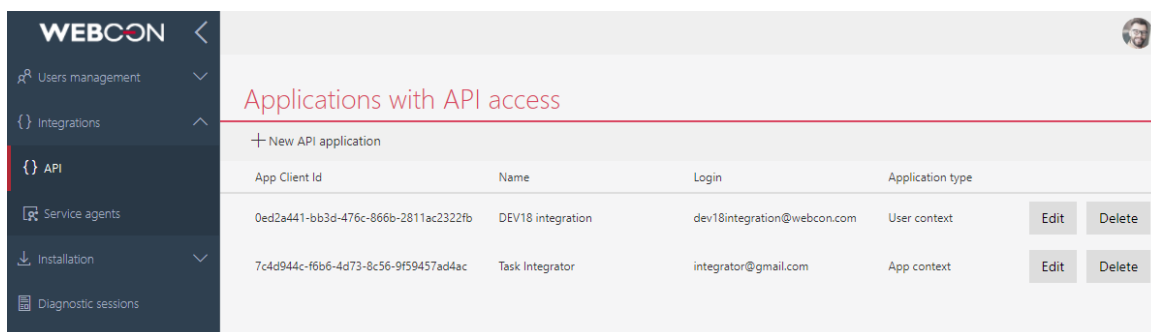 WEBCON
Users management
{ } Integrations
{ } API
Service agents
Installation
Diagnostic sessions
Applications with API access
+ New API application
App Client Id Name Login Application type
0ed2a441-bb3d-476c-866b-2811ac2322fb DEV18 integration dev18integration@webcon.com User context Edit Delete
7c4d944c-f6b6-4d73-8c56-9f59457ad4ac Task Integrator integrator@gmail.com App context Edit Delete